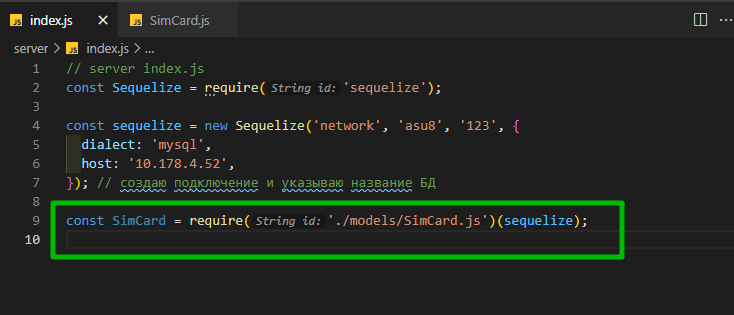 JS index.js × JS SimCard.js
server > JS index.js > ...
1 // server index.js
2 const Sequelize = require(String id: 'sequelize');
3
4 const sequelize = new Sequelize('network', 'asu8', '123', {
5 dialect: 'mysql',
6 host: '10.178.4.52',
7 }); // создаю подключение и указываю название БД
8
9 const SimCard = require(String id: './models/SimCard.js')(sequelize);
10